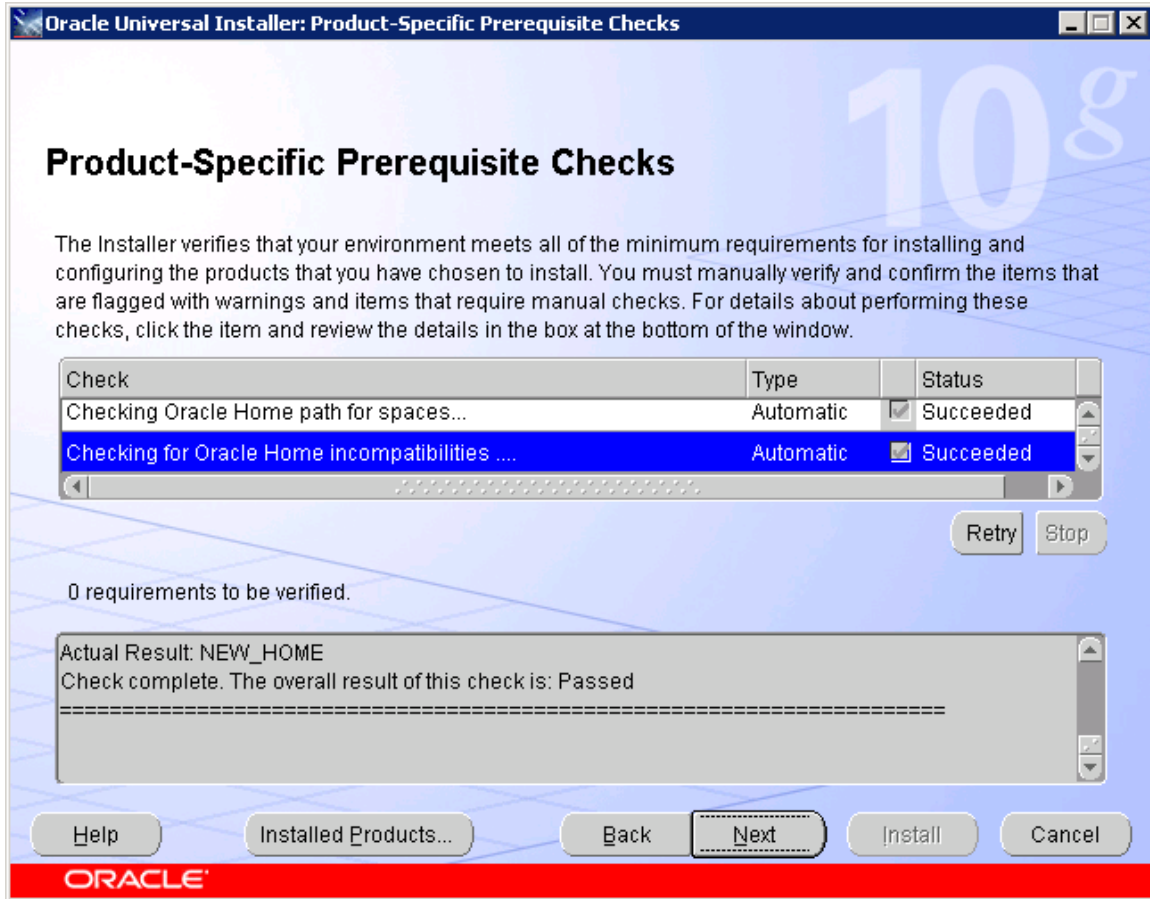 Oracle Universal Installer: Product-Specific Prerequisite Checks
10g
Product-Specific Prerequisite Checks
The Installer verifies that your environment meets all of the minimum requirements for installing and
configuring the products that you have chosen to install. You must manually verify and confirm the items that
are flagged with warnings and items that require manual checks. For details about performing these
checks, click the item and review the details in the box at the bottom of the window.
Check Type Status
Checking Oracle Home path for spaces... Automatic Succeeded
Checking for Oracle Home incompatibilities .... Automatic Succeeded
Retry Stop
0 requirements to be verified.
Actual Result: NEW_HOME
Check complete. The overall result of this check is: Passed
========================================================================
Help Installed Products... Back Next Install Cancel
ORACLE